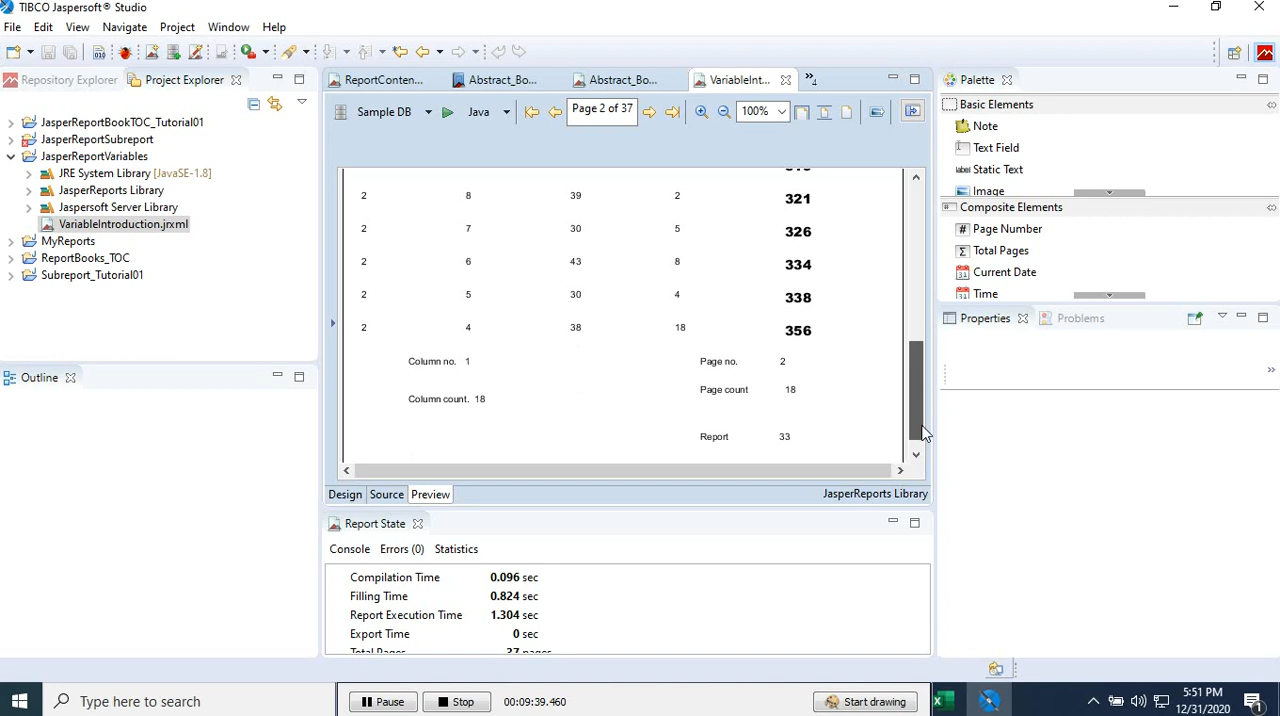 TIBCO Jaspersoft® Studio
File Edit View Navigate Project Window Help
Repository Explorer Project Explorer
JasperReportBookTOC_Tutorial01
JasperReportSubreport
JasperReportVariables
JRE System Library [JavaSE-1.8]
JasperReports Library
Jaspersoft Server Library
VariableIntroduction.jrxml
MyReports
ReportBooks_TOC
Subreport_Tutorial01
Outline
ReportConten... Abstract_Bo... Abstract_Bo... VariableInt... 4
Sample DB Java Page 2 of 37 100%
2 8 39 2 321
2 7 30 5 326
2 6 43 8 334
2 5 30 4 338
2 4 38 18 356
Column no. 1 Page no. 2
Page count 18
Column count. 18
Report 33
Design Source Preview JasperReports Library
Report State
Console Errors (0) Statistics
Compilation Time 0.096 sec
Filling Time 0.824 sec
Report Execution Time 1.304 sec
Export Time 0 sec
Total Pages 37 pages
Palette
Basic Elements
Note
Text Field
label Static Text
Image
Composite Elements
# Page Number
Σ Total Pages
Current Date
Time
Properties Problems
Type here to search
Pause Stop 00:09:39.460 Start drawing
5:51 PM
12/31/2020
1